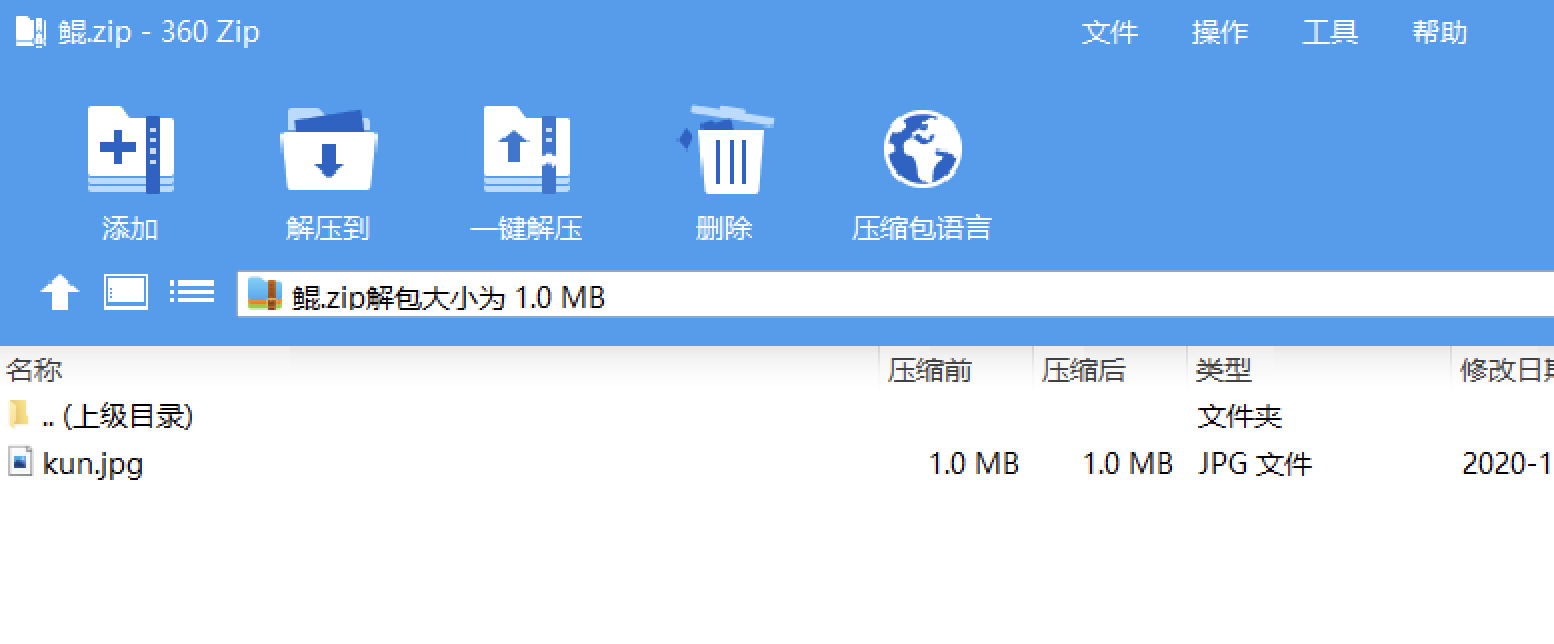 鲲.zip - 360 Zip 文件 操作 工具 帮助
添加 解压到 一键解压 删除 压缩包语言
鲲.zip解包大小为 1.0 MB
名称 压缩前 压缩后 类型 修改日
.. (上级目录) 文件夹
kun.jpg 1.0 MB 1.0 MB JPG 文件 2020-1